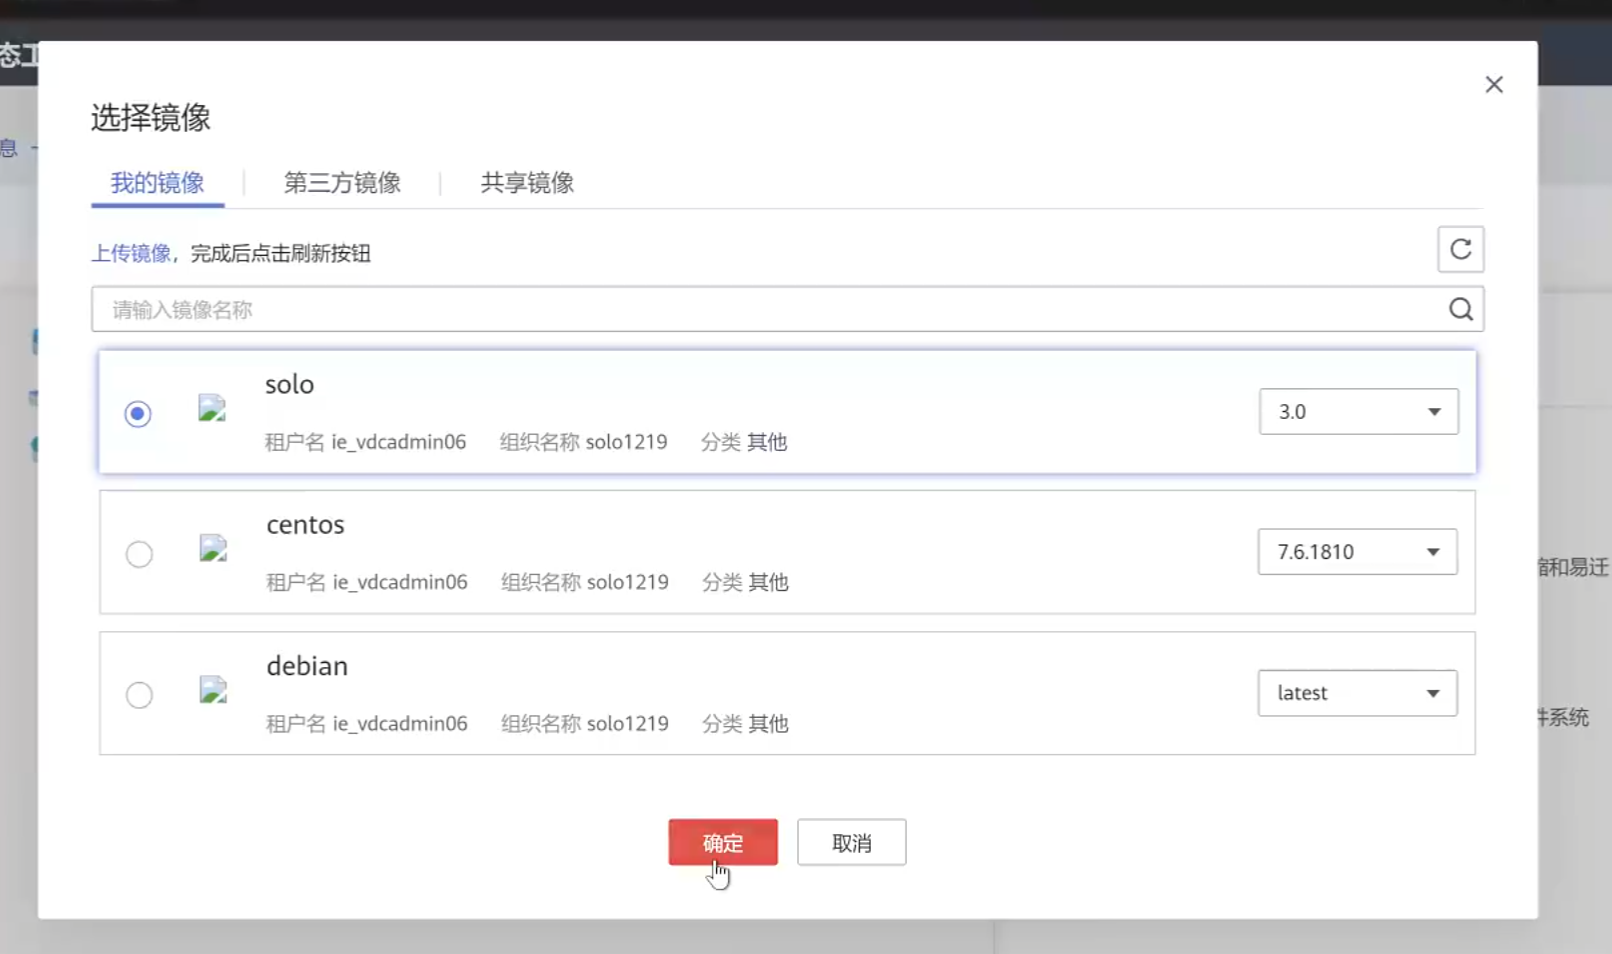 态工
息
选择镜像
我的镜像 第三方镜像 共享镜像
上传镜像，完成后点击刷新按钮
请输入镜像名称
solo
3.0
租户名 ie_vdcadmin06 组织名称 solo1219 分类 其他
centos
7.6.1810
缩和易迁
租户名 ie_vdcadmin06 组织名称 solo1219 分类 其他
debian
latest
件系统
租户名 ie_vdcadmin06 组织名称 solo1219 分类 其他
确定 取消